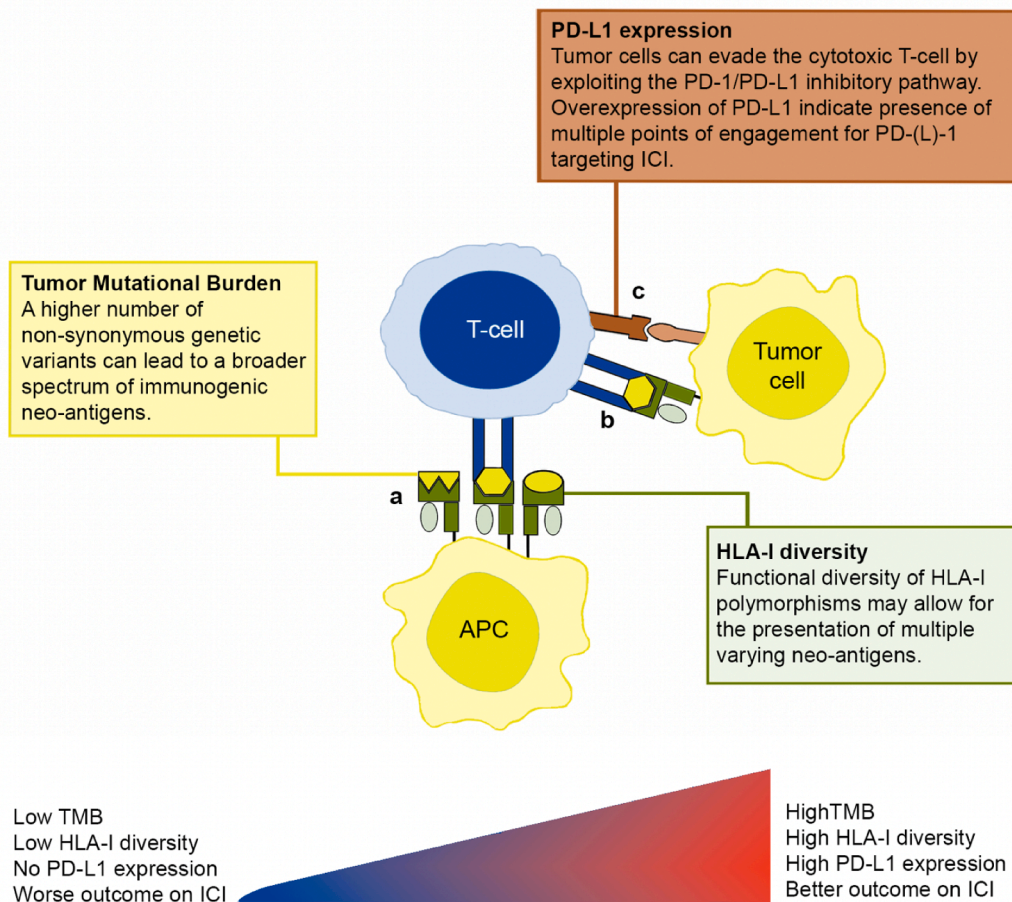 PD-L1 expression
Tumor cells can evade the cytotoxic T-cell by
exploiting the PD-1/PD-L1 inhibitory pathway.
Overexpression of PD-L1 indicate presence of
multiple points of engagement for PD-(L)-1
targeting ICI.
Tumor Mutational Burden
A higher number of
non-synonymous genetic
variants can lead to a broader
spectrum of immunogenic
neo-antigens.
T-cell
c
Tumor
cell
b
a
HLA-I diversity
Functional diversity of HLA-I
polymorphisms may allow for
the presentation of multiple
varying neo-antigens.
APC
Low TMB
Low HLA-I diversity
No PD-L1 expression
Worse outcome on ICI
HighTMB
High HLA-I diversity
High PD-L1 expression
Better outcome on ICI